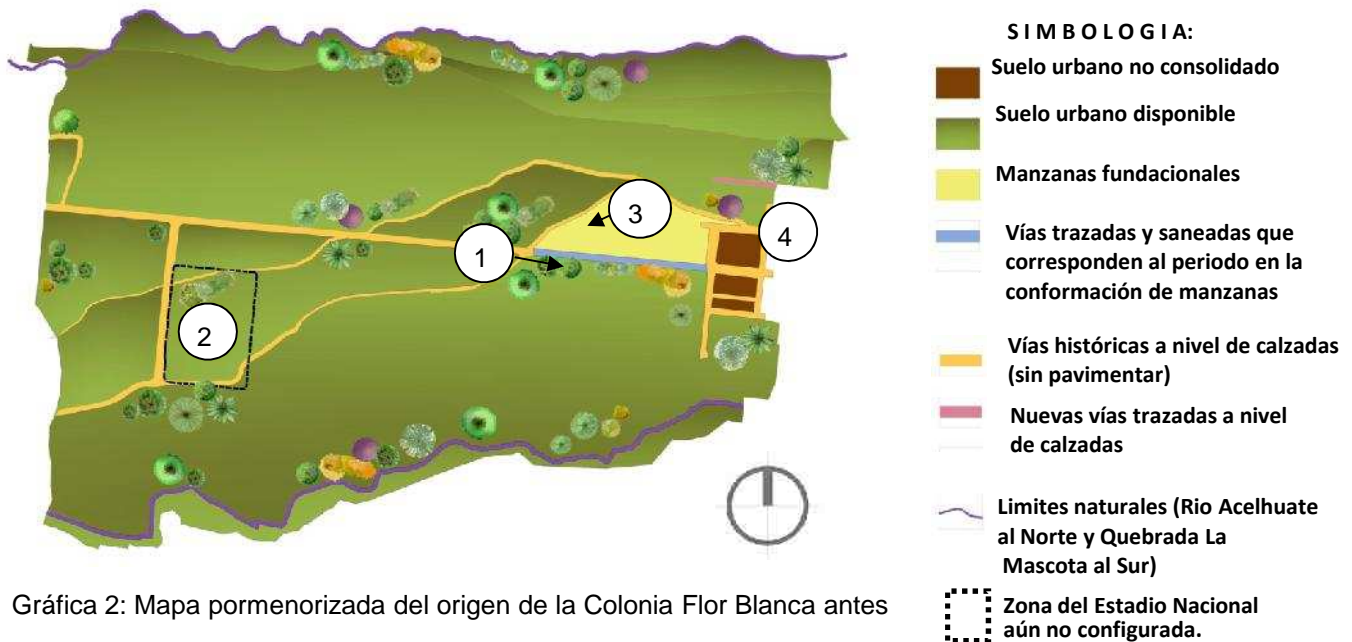 S I M B O L O G I A:
Suelo urbano no consolidado
Suelo urbano disponible
Manzanas fundacionales
Vías trazadas y saneadas que
corresponden al periodo en la
conformación de manzanas
Vías históricas a nivel de calzadas
(sin pavimentar)
Nuevas vías trazadas a nivel
de calzadas
Limites naturales (Rio Acelhuate
al Norte y Quebrada La
Mascota al Sur)
Zona del Estadio Nacional
aún no configurada.
3
4
1
2
Gráfica 2: Mapa pormenorizada del origen de la Colonia Flor Blanca antes